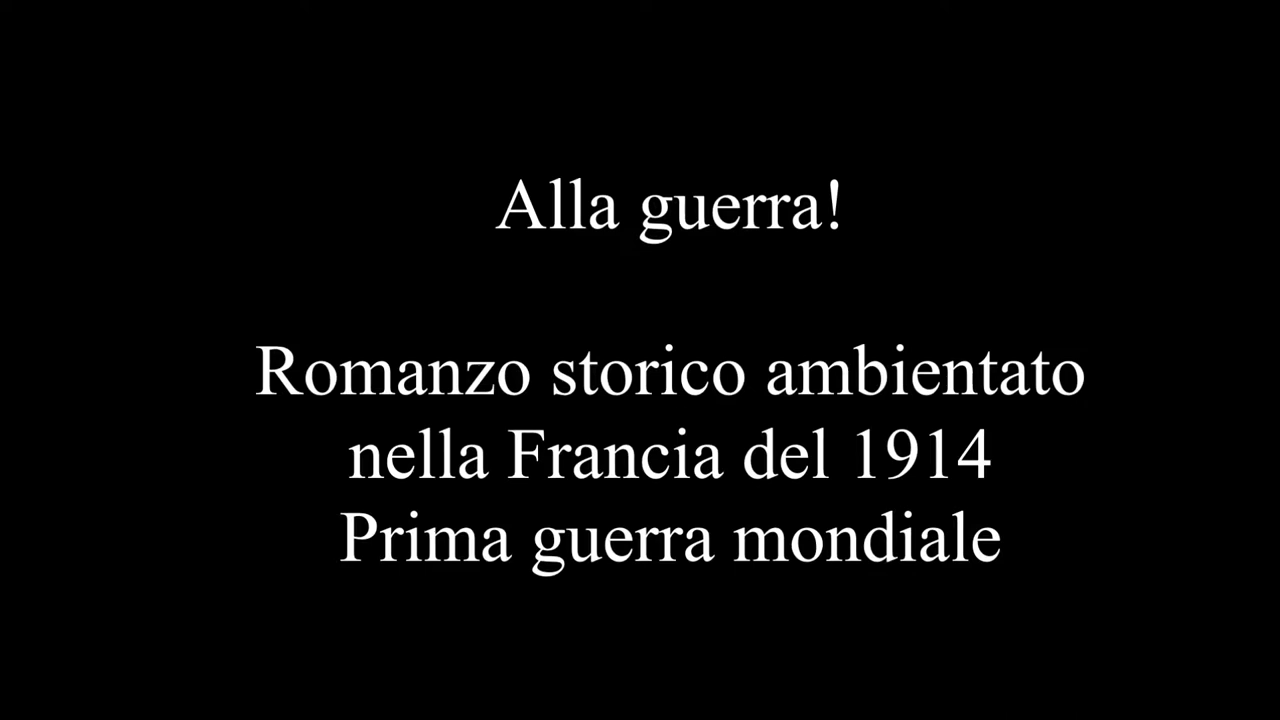 Alla guerra!
Romanzo storico ambientato
nella Francia del 1914
Prima guerra mondiale